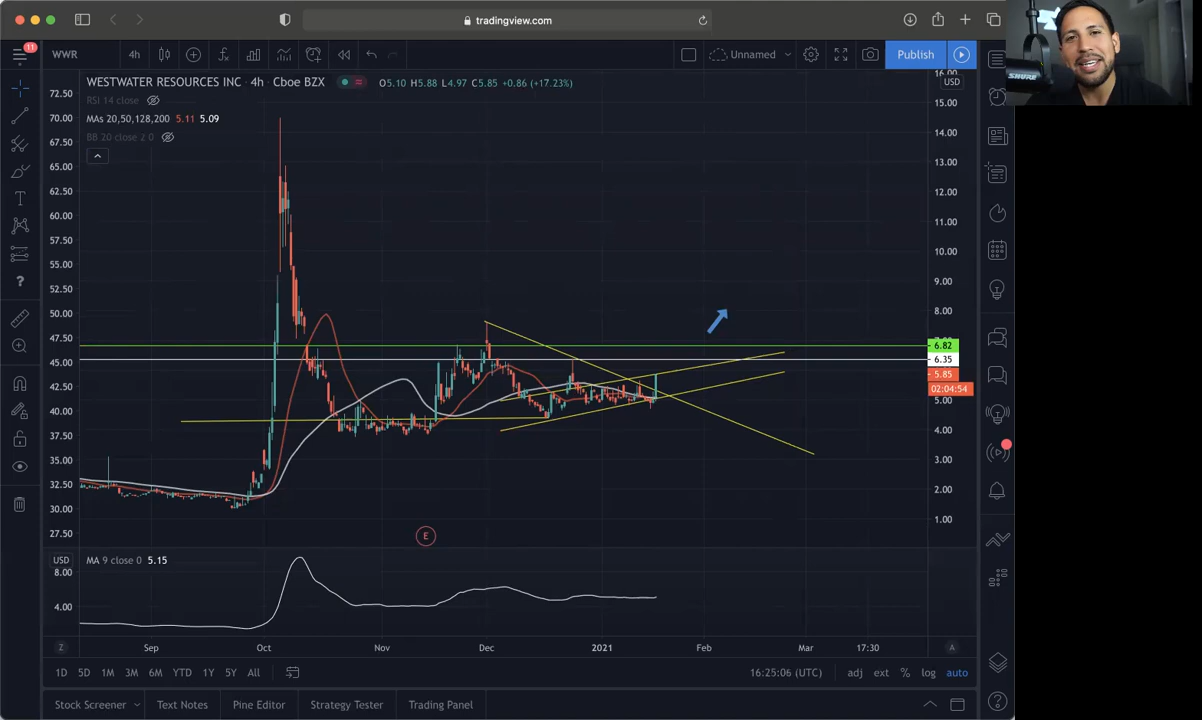 tradingview.com
11
WWR
4h
Unnamed
Publish
SHURE
WESTWATER RESOURCES INC · 4h · Cboe BZX
O5.10 H5.88 L4.97 C5.85 +0.86 (+17.23%)
RSI 14 close
MAs 20,50,128,200 5.11 5.09
BB 20 close 2 0
72.50
70.00
67.50
65.00
62.50
60.00
57.50
55.00
52.50
50.00
47.50
45.00
42.50
40.00
37.50
35.00
32.50
30.00
27.50
USD
15.00
14.00
13.00
12.00
11.00
10.00
9.00
8.00
6.82
6.35
5.85
02:04:54
5.00
4.00
3.00
2.00
1.00
E
USD
MA 9 close 0 5.15
8.00
4.00
Z
Sep
Oct
Nov
Dec
2021
Feb
Mar
17:30
A
1D
5D
1M
3M
6M
YTD
1Y
5Y
All
16:25:06 (UTC)
adj
ext
%
log
auto
Stock Screener
Text Notes
Pine Editor
Strategy Tester
Trading Panel